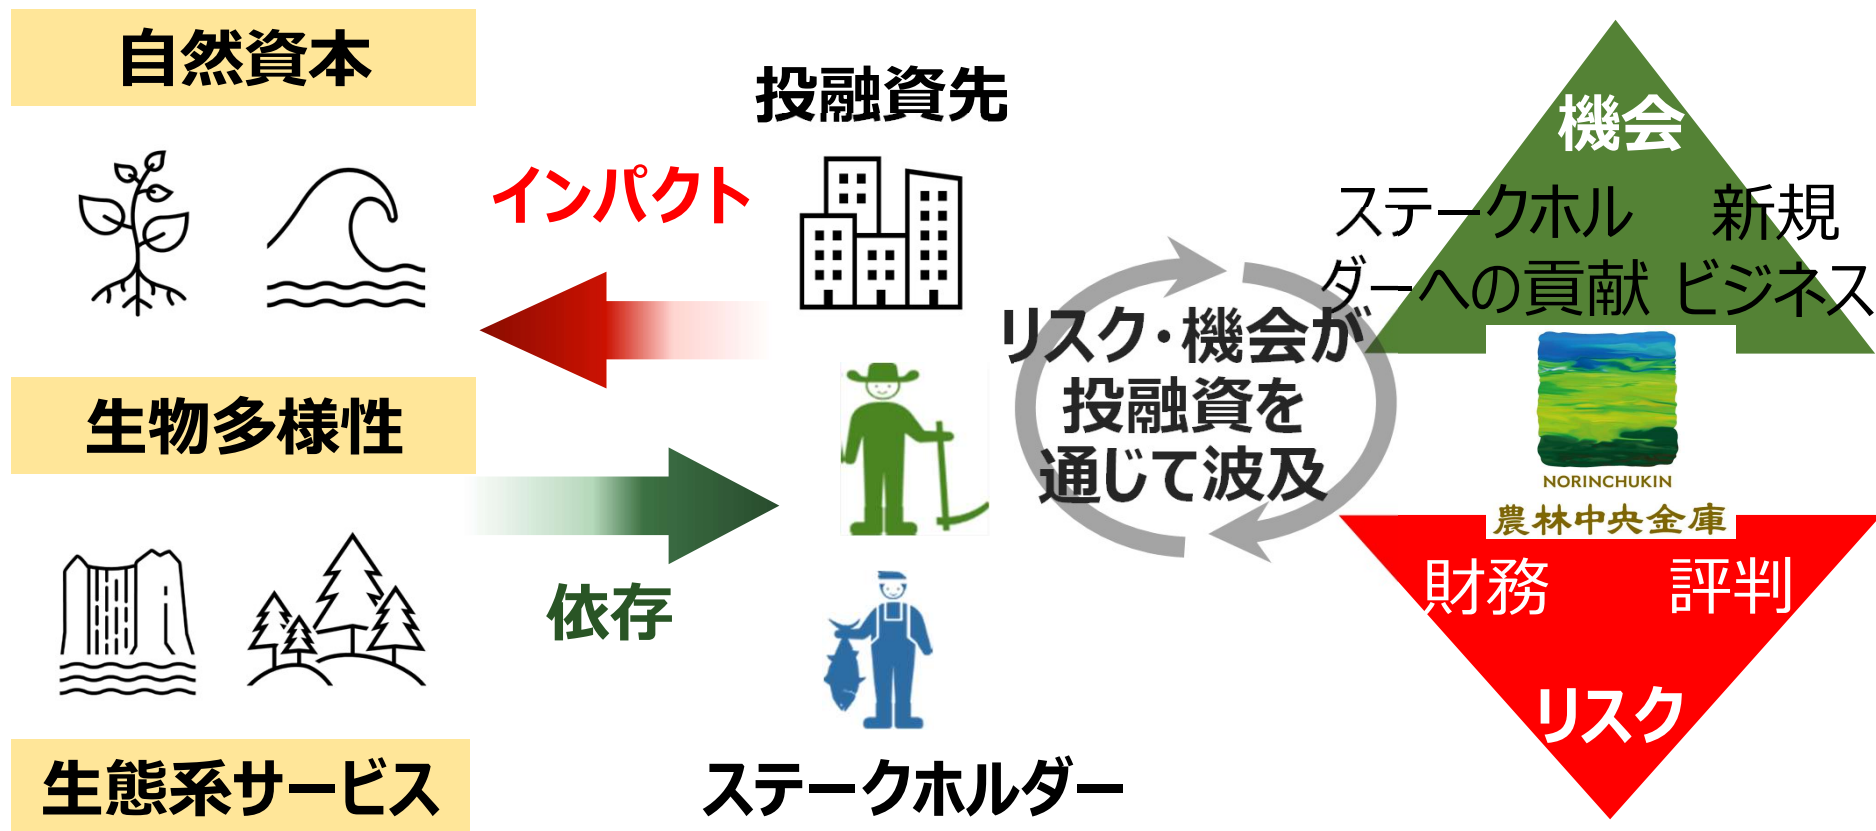 自然資本
生物多様性
生態系サービス
インパクト
依存
投融資先
ステークホルダー
リスク・機会が
投融資を
通じて波及
機会
ステークホル
ダーへの貢献
新規
ビジネス
NORINCHUKIN
農林中央金庫
財務
評判
リスク